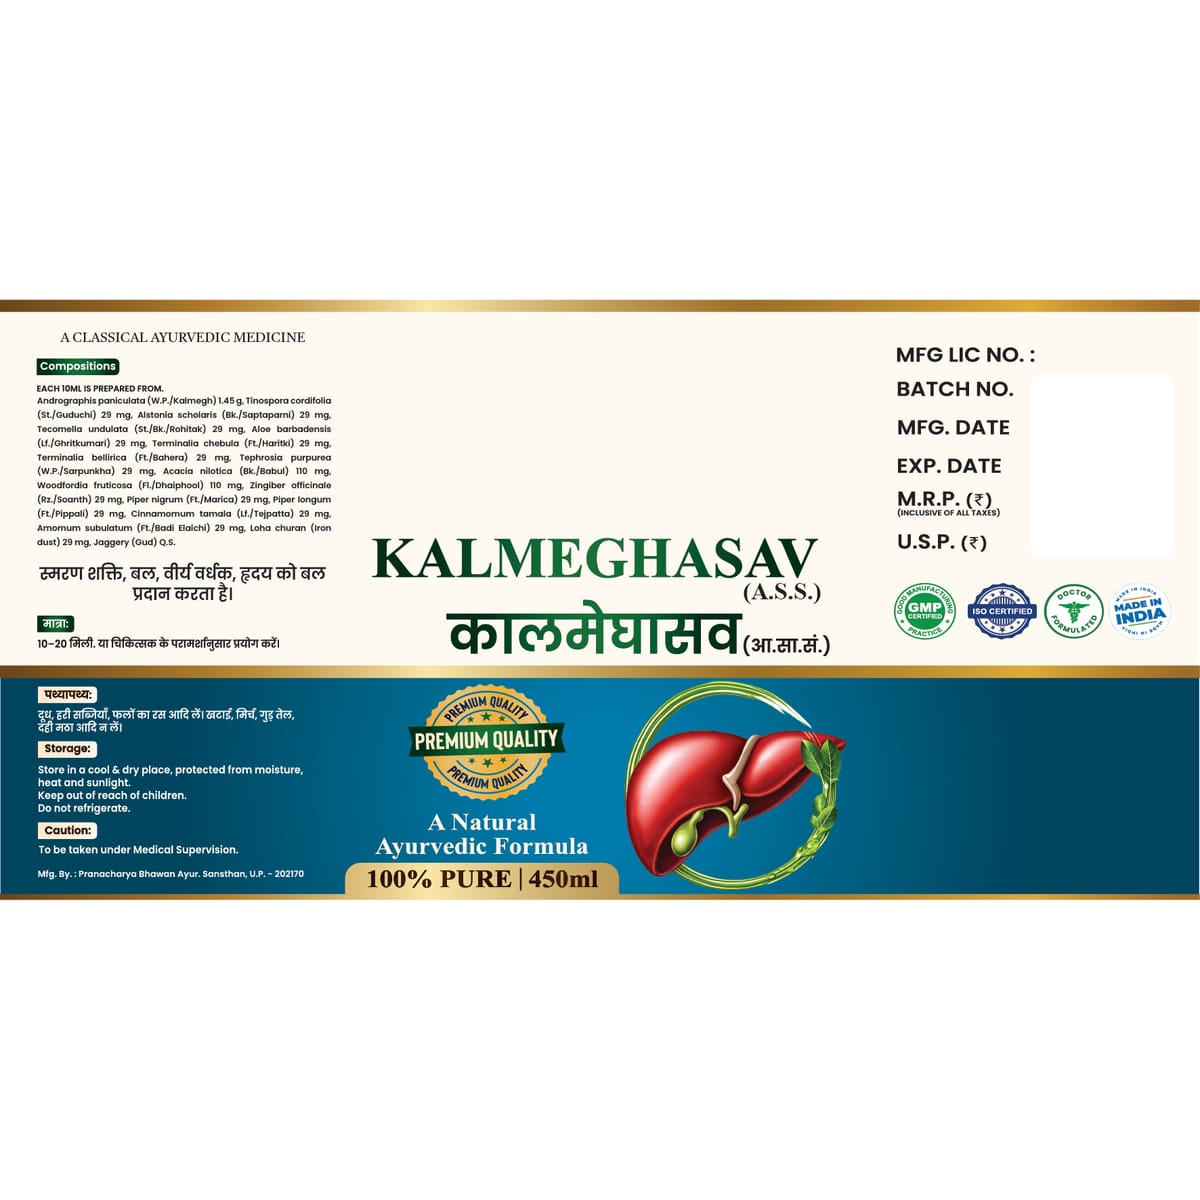 A CLASSICAL AYURVEDIC MEDICINE
Compositions
EACH 10ML IS PREPARED FROM.
Andrographis paniculata (W.P./Kalmegh) 1.45 g, Tinospora cordifolia
(St./Guduchi) 29 mg, Alstonia scholaris (Bk./Saptaparni) 29 mg,
Tecomella undulata (St./Bk./Rohitak) 29 mg, Aloe barbadensis
(Lf./Ghritkumari) 29 mg, Terminalia chebula (Ft./Haritki) 29 mg,
Terminalia bellirica (Ft./Bahera) 29 mg, Tephrosia purpurea
(W.P./Sarpunkha) 29 mg, Acacia nilotica (Bk./Babul) 110 mg,
Woodfordia fruticosa (Fl./Dhaiphool) 110 mg, Zingiber officinale
(Rz./Soanth) 29 mg, Piper nigrum (Ft./Marica) 29 mg, Piper longum
(Ft./Pippali) 29 mg, Cinnamomum tamala (Lf./Tejpatta) 29 mg,
Amomum subulatum (Ft./Badi Elaichi) 29 mg, Loha churan (Iron
dust) 29 mg, Jaggery (Gud) Q.S.
स्मरण शक्ति, बल, वीर्य वर्धक, हृदय को बल
प्रदान करता है।
मात्रा:
10-20 मिली. या चिकित्सक के परामर्शानुसार प्रयोग करें।
पथ्यापथ्य:
दूध, हरी सब्जियाँ, फलों का रस आदि लें। खटाई, मिर्च, गुड़ तेल,
दही मठा आदि न लें।
Storage:
Store in a cool & dry place, protected from moisture,
heat and sunlight.
Keep out of reach of children.
Do not refrigerate.
Caution:
To be taken under Medical Supervision.
Mfg. By. : Pranacharya Bhawan Ayur. Sansthan, U.P. - 202170
KALMEGHASAV
(A.S.S.)
कालमेघासव (आ.सा.सं.)
PREMIUM QUALITY
PREMIUM QUALITY
PREMIUM QUALITY
A Natural
Ayurvedic Formula
100% PURE | 450ml
MFG LIC NO. :
BATCH NO.
MFG. DATE
EXP. DATE
M.R.P. (₹)
(INCLUSIVE OF ALL TAXES)
U.S.P. (₹)
GOOD MANUFACTURING
GMP
CERTIFIED
PRACTICE
ISO CERTIFIED
DOCTOR
FORMULATED
MADE IN INDIA
MADE IN
INDIA
MADE IN INDIA